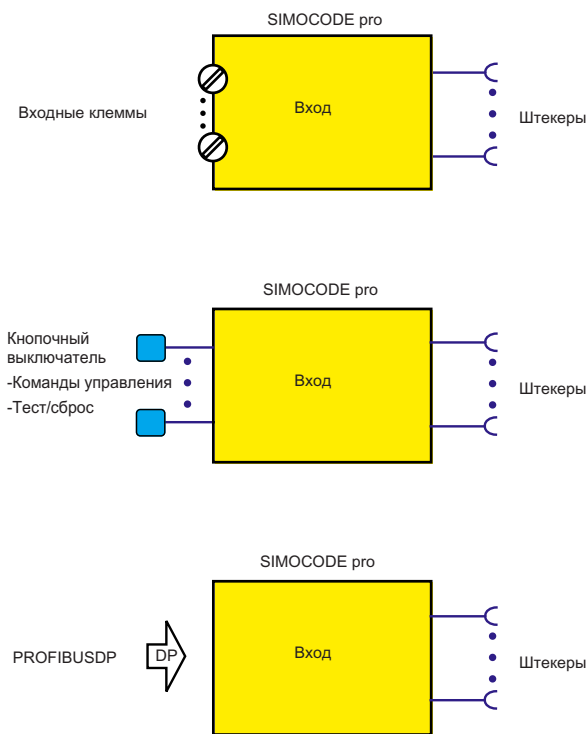 SIMOCODE pro
Входные клеммы
Вход
Штекеры
SIMOCODE pro
Кнопочный
выключатель
-Команды управления
-Тест/сброс
Вход
Штекеры
SIMOCODE pro
PROFIBUSDP
DP
Вход
Штекеры